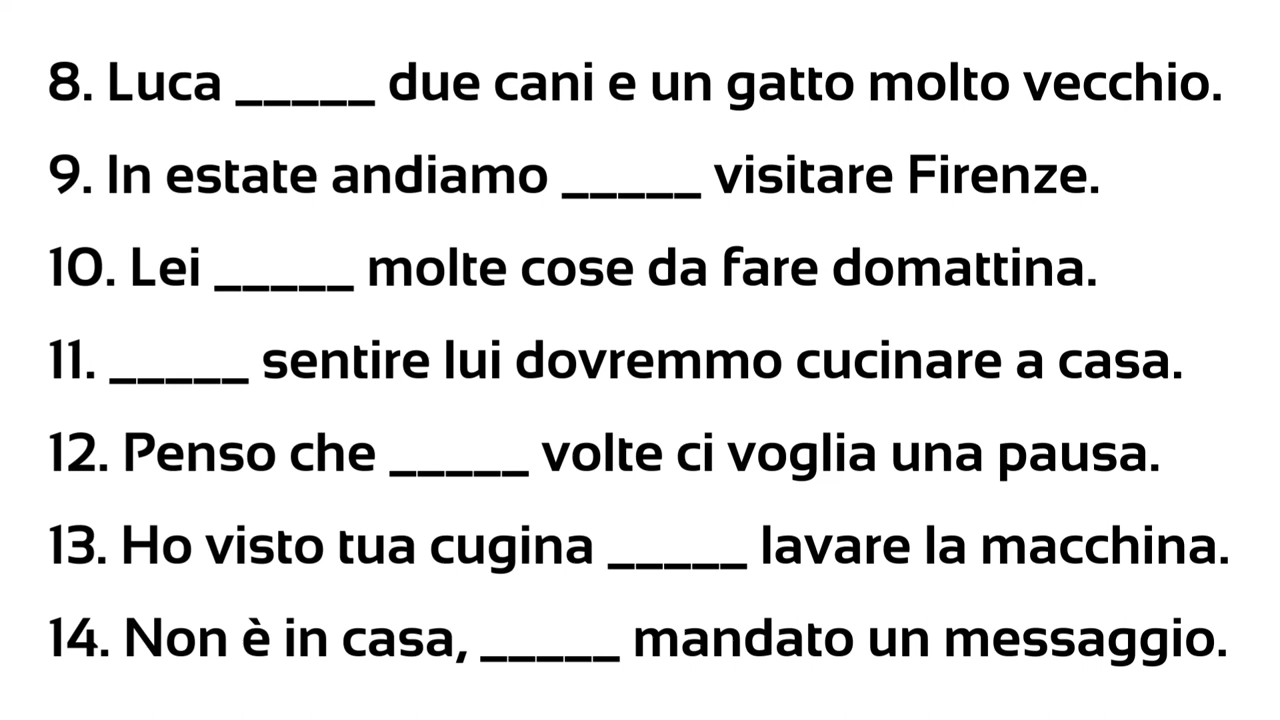 8. Luca _____ due cani e un gatto molto vecchio.
9. In estate andiamo _____ visitare Firenze.
10. Lei _____ molte cose da fare domattina.
11. _____ sentire lui dovremmo cucinare a casa.
12. Penso che _____ volte ci voglia una pausa.
13. Ho visto tua cugina _____ lavare la macchina.
14. Non è in casa, _____ mandato un messaggio.